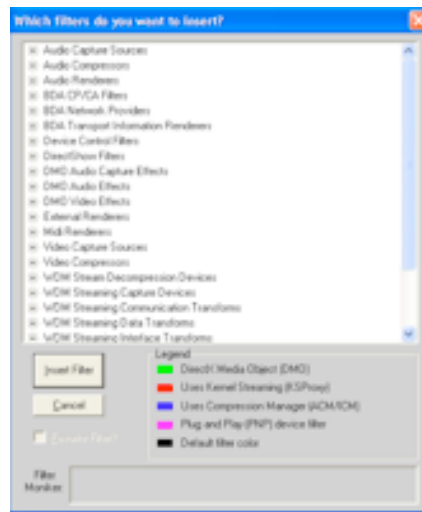 Which filters do you want to insert?
Audio Capture Sources
Audio Compressors
Audio Renderers
BDA CP/CA Filters
BDA Network Providers
BDA Transport Information Renderers
Device Control Filters
DirectShow Filters
DMO Audio Capture Effects
DMO Audio Effects
DMO Video Effects
External Renderers
Midi Renderers
Video Capture Sources
Video Compressors
WDM Stream Decompression Devices
WDM Streaming Capture Devices
WDM Streaming Communication Transforms
WDM Streaming Data Transforms
WDM Streaming Interface Transforms
Insert Filter
Cancel
Legend
DirectX Media Object (DMO)
Uses Kernel Streaming (KSProxy)
Uses Compression Manager (ACM/ICM)
Plug and Play (PNP) device filter
Default filter color
Filter
Moniker